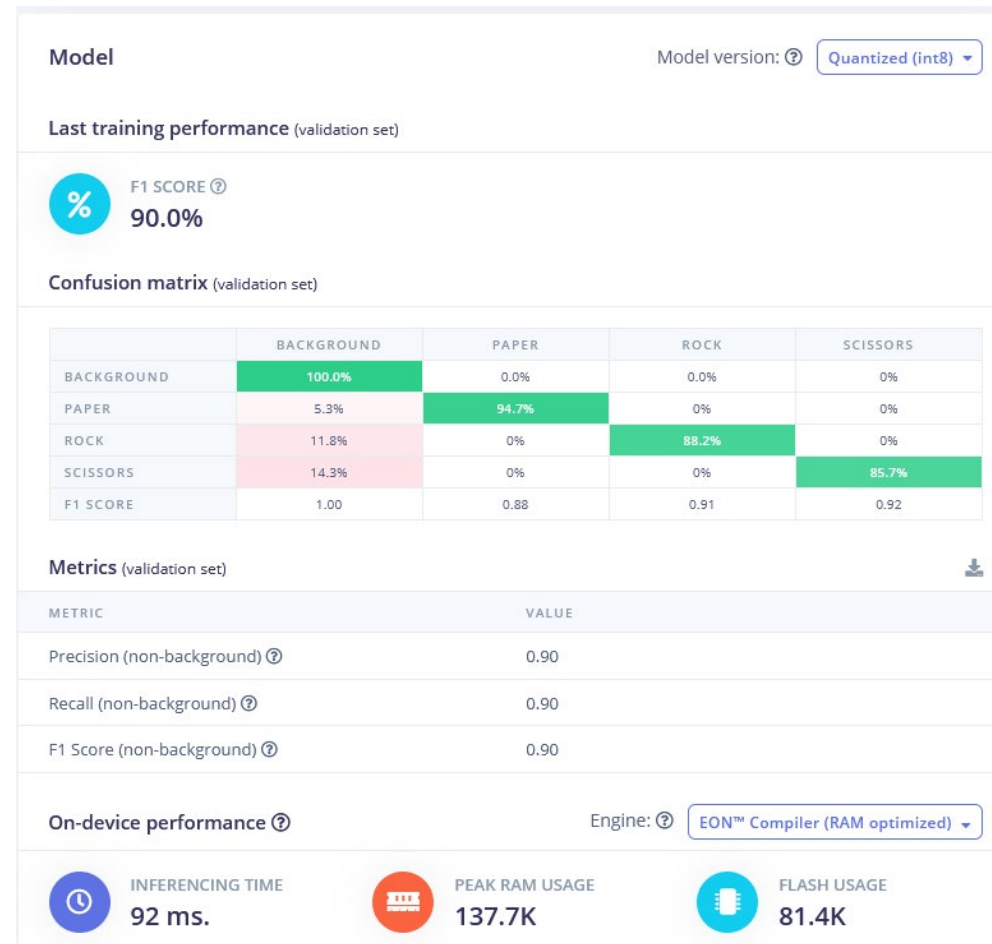 Model
Model version: Quantized (int8)
Last training performance (validation set)
%
F1 SCORE
90.0%
Confusion matrix (validation set)
BACKGROUND PAPER ROCK SCISSORS
BACKGROUND 100.0% 0.0% 0.0% 0%
PAPER 5.3% 94.7% 0% 0%
ROCK 11.8% 0% 88.2% 0%
SCISSORS 14.3% 0% 0% 85.7%
F1 SCORE 1.00 0.88 0.91 0.92
Metrics (validation set)
METRIC VALUE
Precision (non-background) ? 0.90
Recall (non-background) ? 0.90
F1 Score (non-background) ? 0.90
On-device performance ?
Engine: ? EON™ Compiler (RAM optimized)
INFERENCING TIME PEAK RAM USAGE FLASH USAGE
92 ms. 137.7K 81.4K